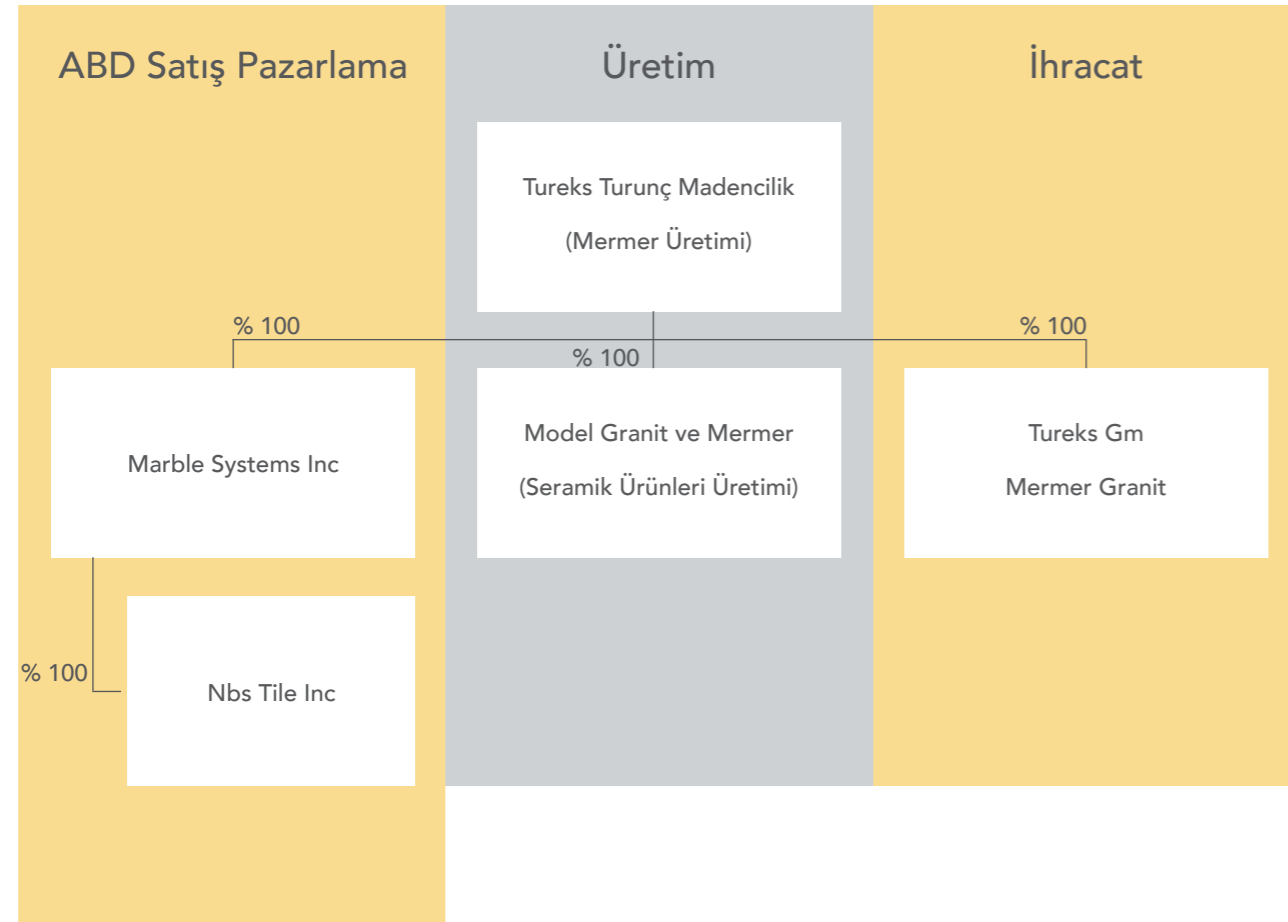 ABD Satış Pazarlama
Üretim
İhracat
Tureks Turunç Madencilik
(Mermer Üretimi)
% 100
% 100
% 100
Marble Systems Inc
Model Granit ve Mermer
(Seramik Ürünleri Üretimi)
Tureks Gm
Mermer Granit
% 100
Nbs Tile Inc